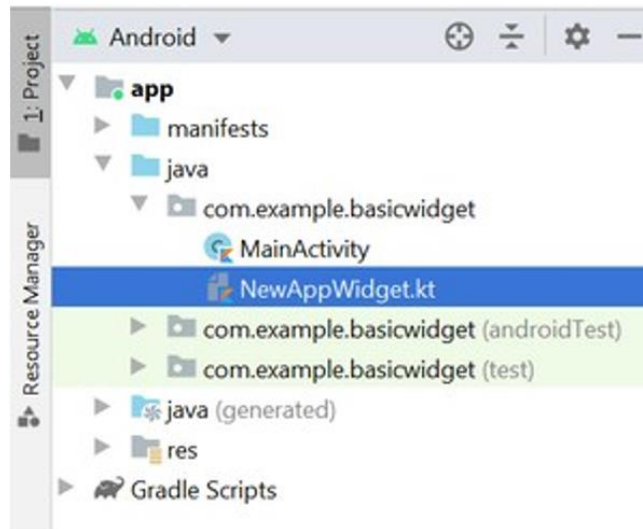 1: Project
Resource Manager
Android
app
manifests
java
com.example.basicwidget
MainActivity
NewAppWidget.kt
com.example.basicwidget (androidTest)
com.example.basicwidget (test)
java (generated)
res
Gradle Scripts